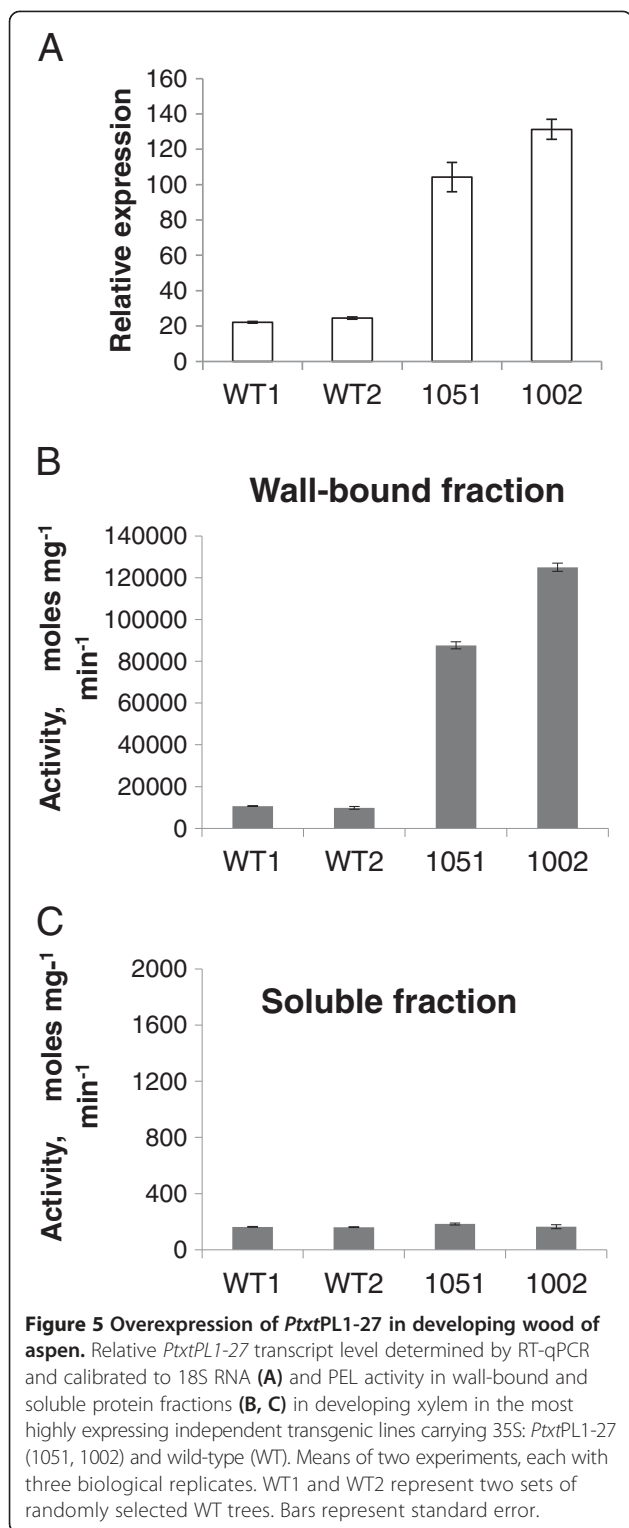 A
160
140
120
100
80
60
40
20
0
Relative expression
WT1 WT2 1051 1002
B
Wall-bound fraction
140000
120000
100000
80000
60000
40000
20000
0
Activity, moles mg-1
min-1
WT1 WT2 1051 1002
C
Soluble fraction
2000
1600
1200
800
400
0
Activity, moles mg-1
min-1
WT1 WT2 1051 1002
Figure 5 Overexpression of PtxtPL1-27 in developing wood of
aspen. Relative PtxtPL1-27 transcript level determined by RT-qPCR
and calibrated to 18S RNA (A) and PEL activity in wall-bound and
soluble protein fractions (B, C) in developing xylem in the most
highly expressing independent transgenic lines carrying 35S: PtxtPL1-27
(1051, 1002) and wild-type (WT). Means of two experiments, each with
three biological replicates. WT1 and WT2 represent two sets of
randomly selected WT trees. Bars represent standard error.